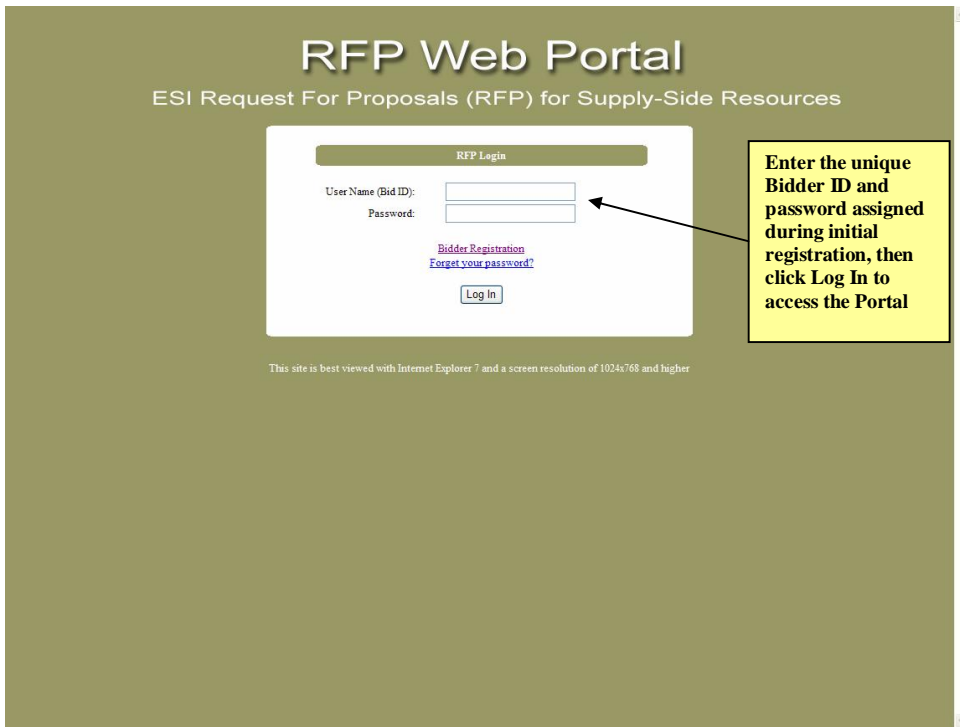 RFP Web Portal
ESI Request For Proposals (RFP) for Supply-Side Resources
RFP Login
User Name (Bid ID):
Password:
Bidder Registration
Forget your password?
Log In
Enter the unique
Bidder ID and
password assigned
during initial
registration, then
click Log In to
access the Portal
This site is best viewed with Internet Explorer 7 and a screen resolution of 1024x768 and higher